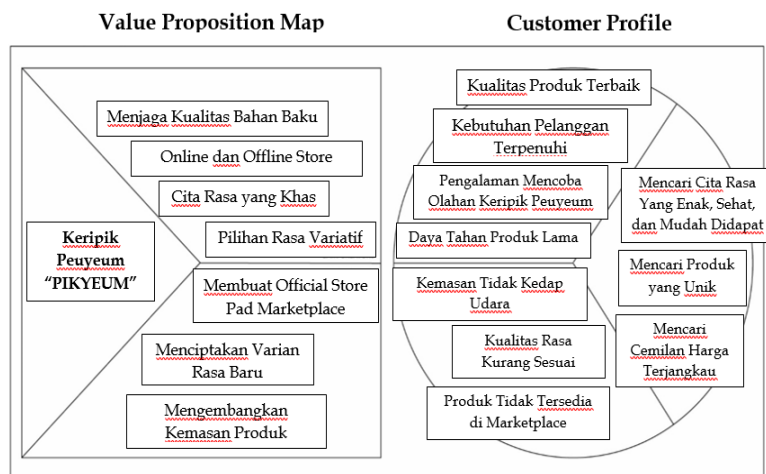 Value Proposition Map
Customer Profile
Menjaga Kualitas Bahan Baku
Online dan Offline Store
Cita Rasa yang Khas
Pilihan Rasa Variatif
Keripik
Peuyeum
“PIKYEUM”
Membuat Official Store
Pad Marketplace
Menciptakan Varian
Rasa Baru
Mengembangkan
Kemasan Produk
Kualitas Produk Terbaik
Kebutuhan Pelanggan
Terpenuhi
Pengalaman Mencoba
Olahan Keripik Peuyeum
Daya Tahan Produk Lama
Kemasan Tidak Kedap
Udara
Kualitas Rasa
Kurang Sesuai
Produk Tidak Tersedia
di Marketplace
Mencari Cita Rasa
Yang Enak, Sehat,
dan Mudah Didapat
Mencari Produk
yang Unik
Mencari
Cemilan Harga
Terjangkau